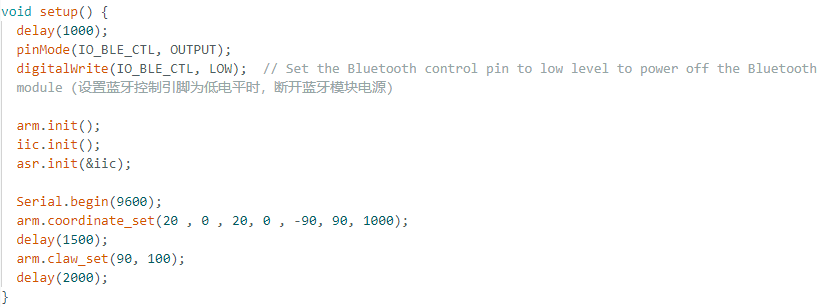 void setup() {
  delay(1000);
  pinMode(IO_BLE_CTL, OUTPUT);
  digitalWrite(IO_BLE_CTL, LOW);  // Set the Bluetooth control pin to low level to power off the Bluetooth
  module (设置蓝牙控制引脚为低电平时，断开蓝牙模块电源)
  arm.init();
  iic.init();
  asr.init(&iic);
  Serial.begin(9600);
  arm.coordinate_set(20 , 0 , 20, 0 , -90, 90, 1000);
  delay(1500);
  arm.claw_set(90, 100);
  delay(2000);
}